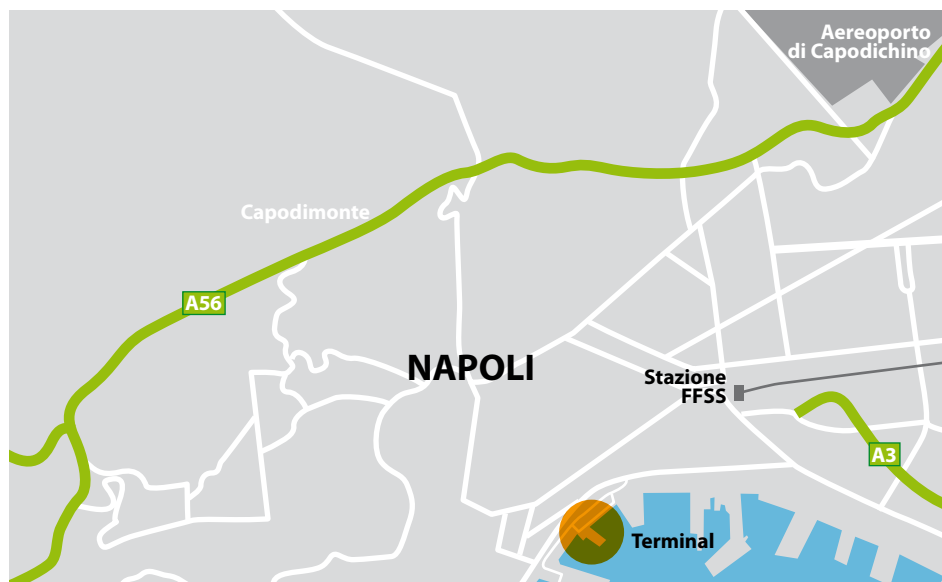 Aereoporto
di Capodichino
Capodimonte
A56
NAPOLI
Stazione
FFSS
A3
Terminal